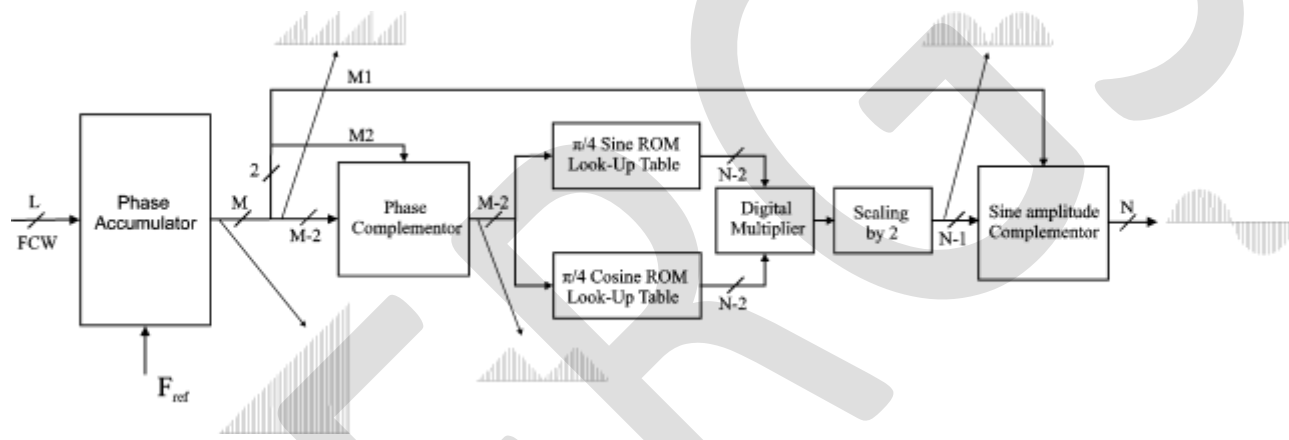 M1
M2
π/4 Sine ROM
Look-Up Table
N-2
2
L
FCW
Phase
Accumulator
M
M-2
Phase
Complementor
M-2
Digital
Multiplier
Scaling
by 2
N-1
Sine amplitude
Complementor
N
π/4 Cosine ROM
Look-Up Table
N-2
Fref